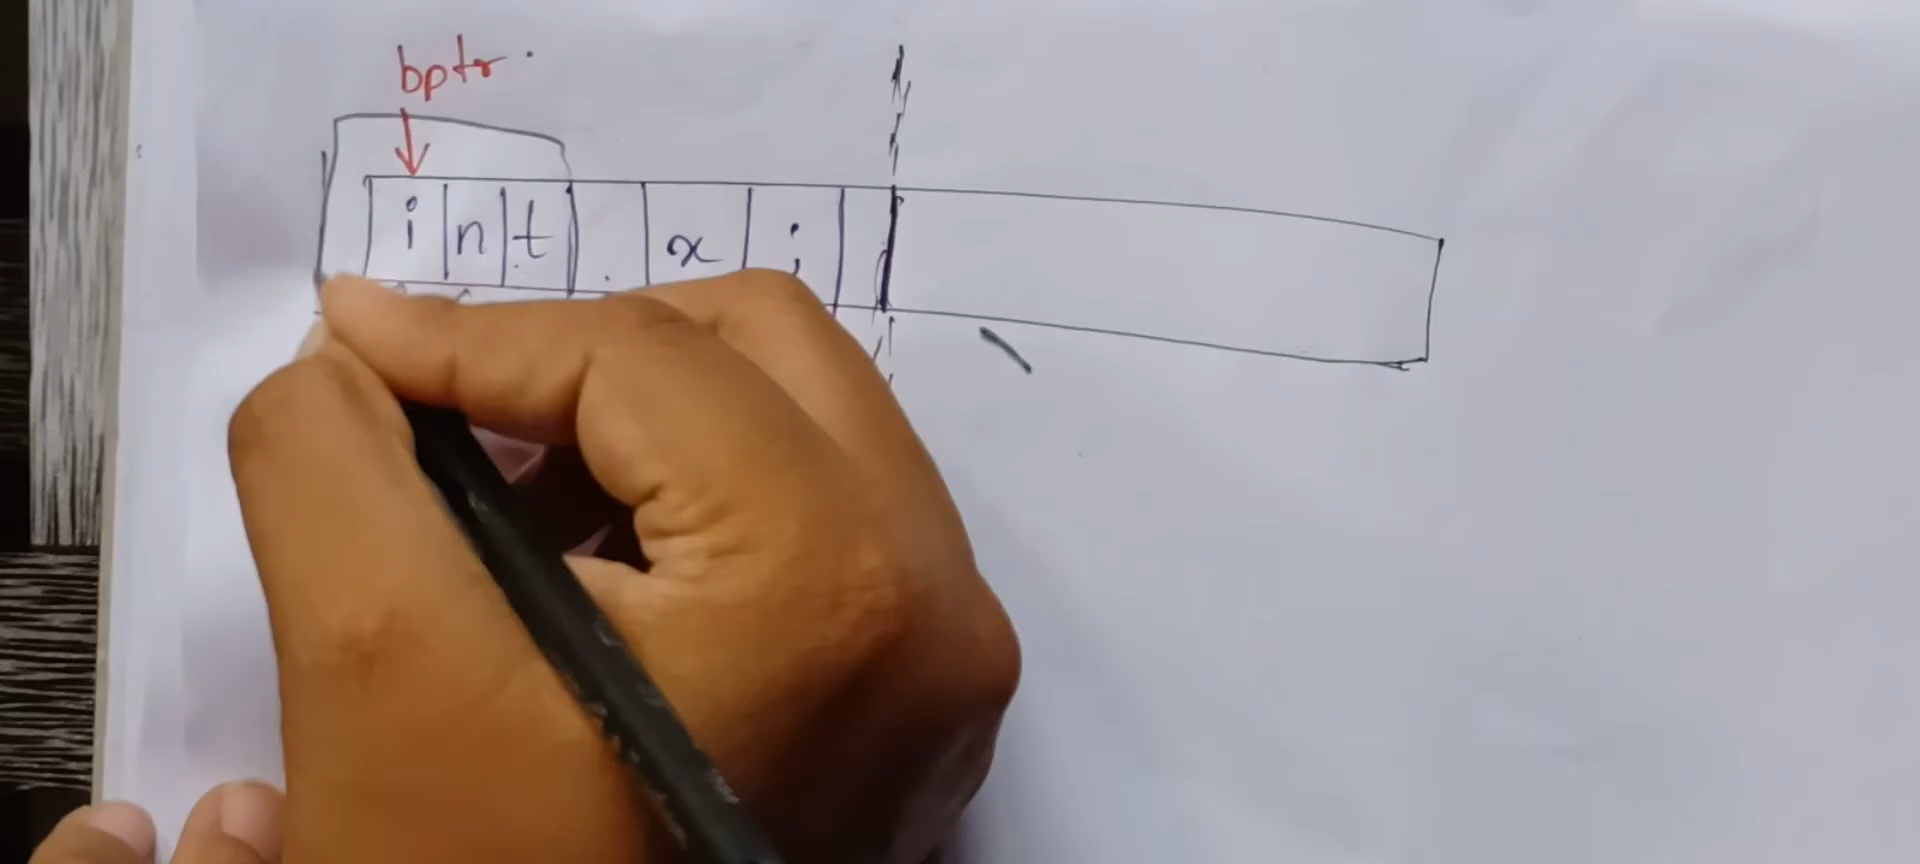 bptr
i n t x ;